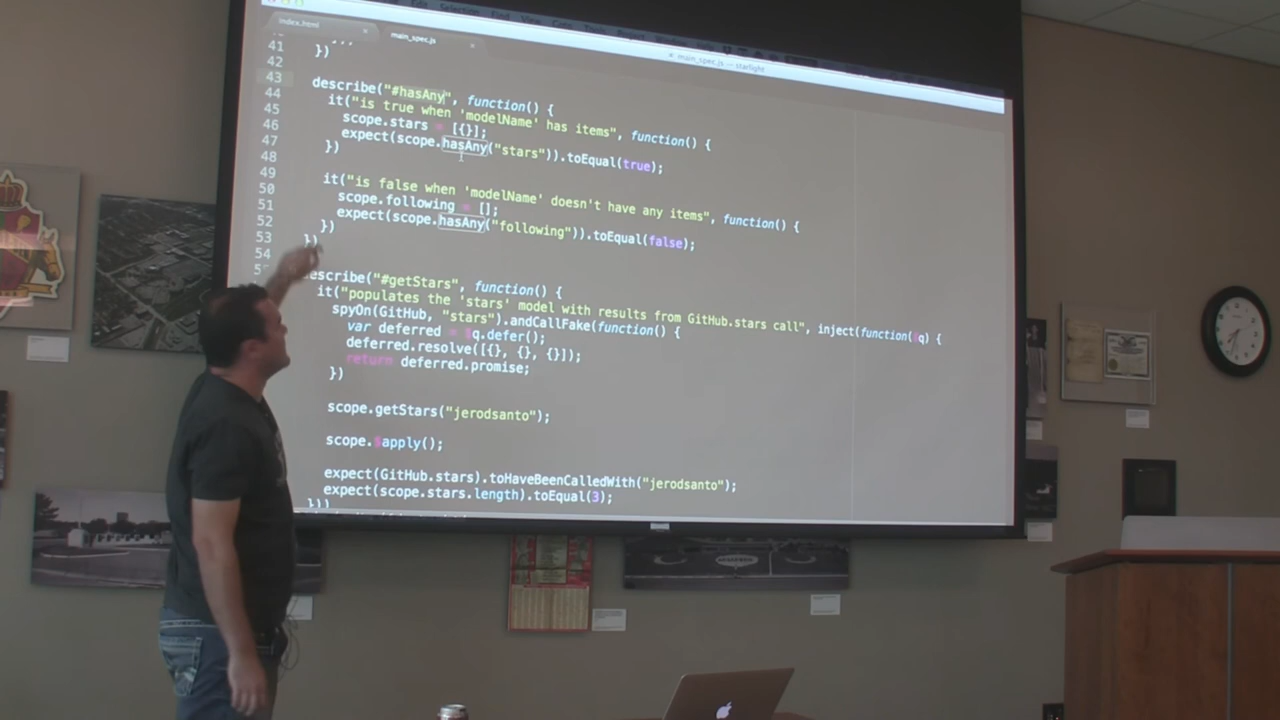 index.html
main_spec.js
main_spec.js — starlight
41 })
42
43 describe("#hasAny", function() {
44 it("is true when 'modelName' has items", function() {
45 scope.stars = [{}];
46 expect(scope.hasAny("stars")).toEqual(true);
47 })
48
49 it("is false when 'modelName' doesn't have any items", function() {
50 scope.following = [];
51 expect(scope.hasAny("following")).toEqual(false);
52 })
53 })
54
escribe("#getStars", function() {
it("populates the 'stars' model with results from GitHub.stars call", inject(function($q) {
spyOn(GitHub, "stars").andCallFake(function() {
var deferred = $q.defer();
deferred.resolve([{}, {}, {}]);
return deferred.promise;
})
scope.getStars("jerodsanto");
scope.$apply();
expect(GitHub.stars).toHaveBeenCalledWith("jerodsanto");
expect(scope.stars.length).toEqual(3);
}))